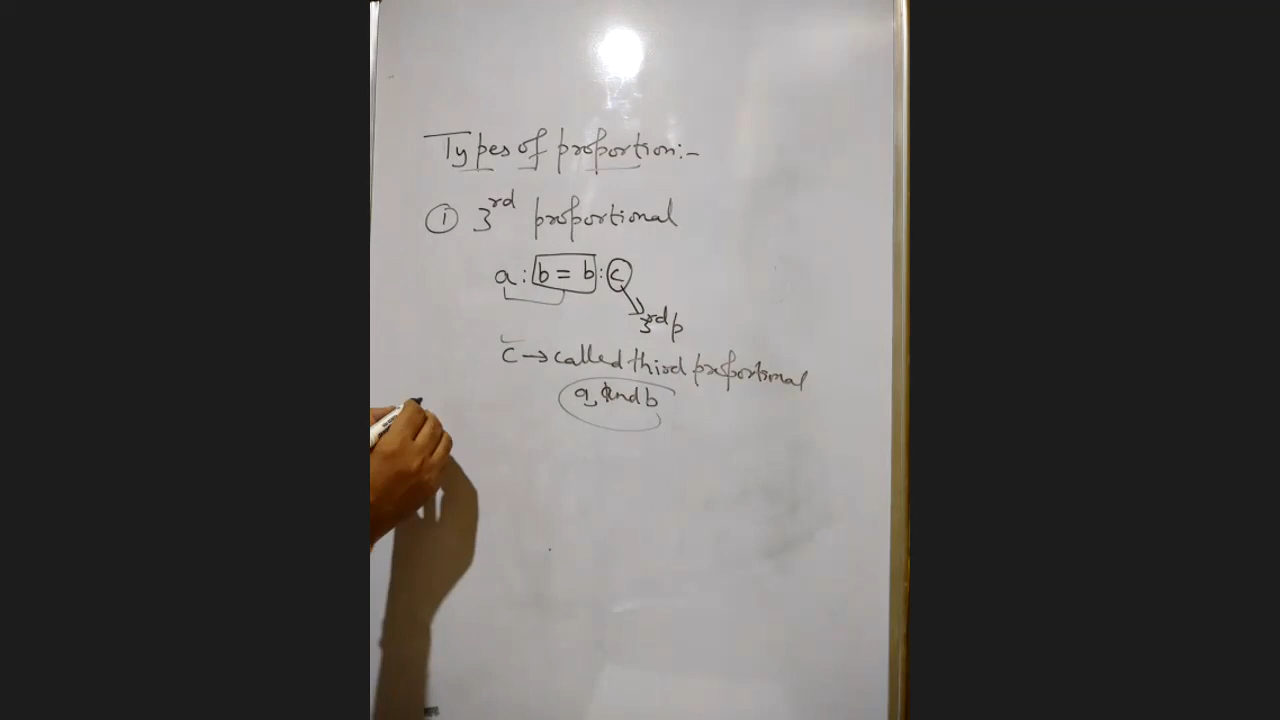 Types of proportion:-
① 3rd proportional
a : b = b : c
3rd p
c → called third proportional
a, and b